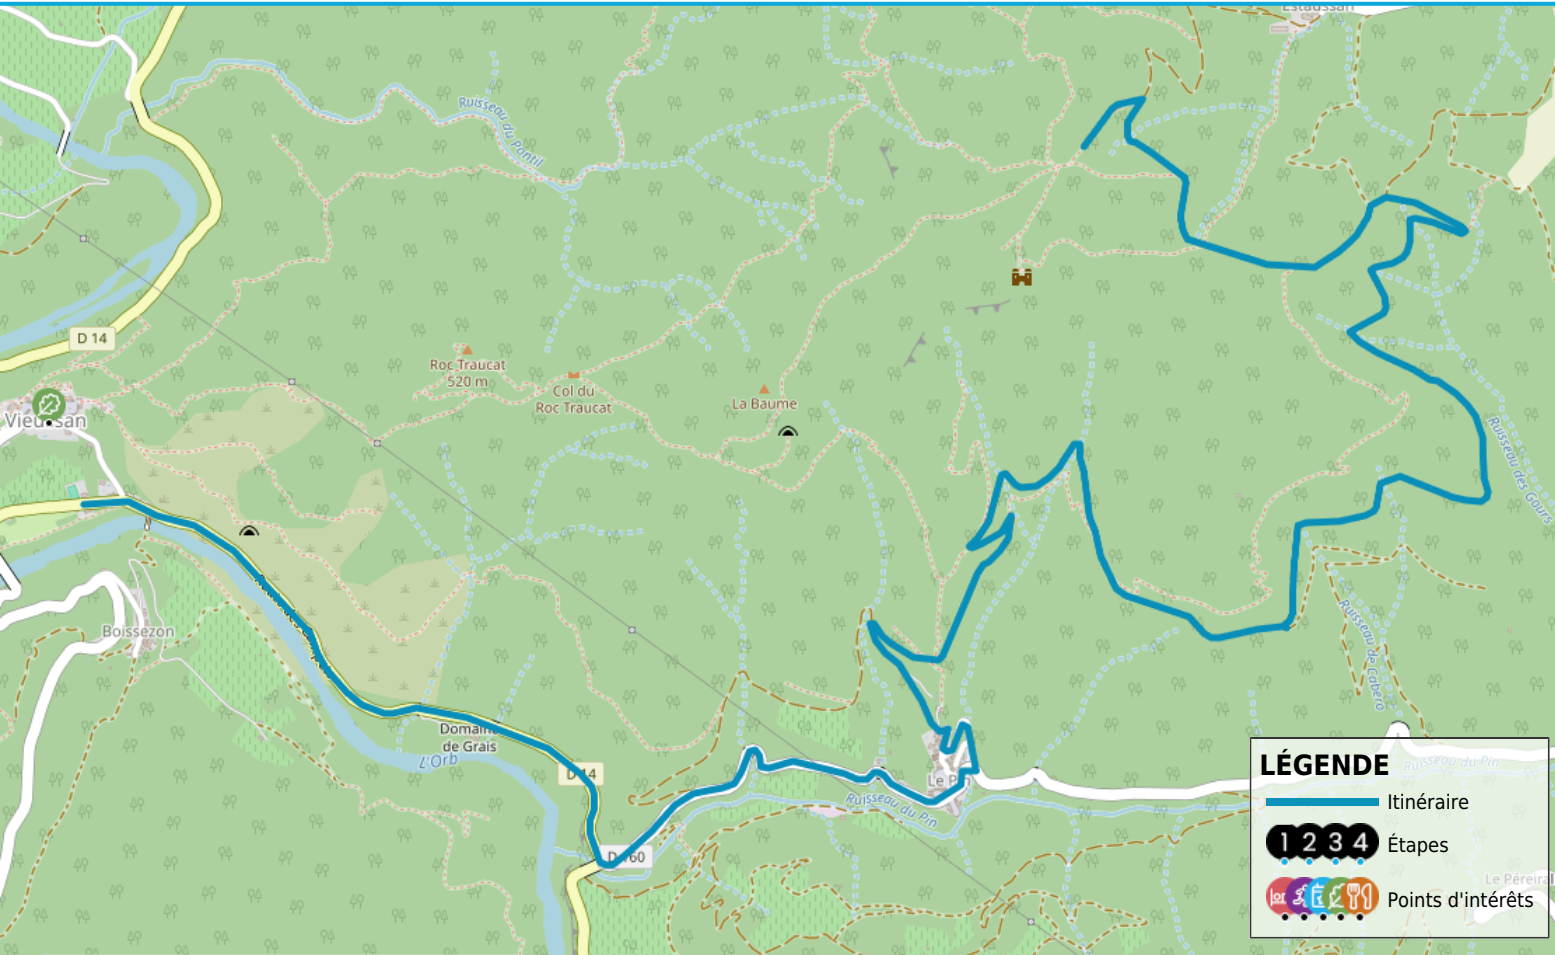 Estaussan
Ruisseau du Pontil
D 14
Roc Traucat
520 m
Col du
Roc Traucat
La Baume
Vieussan
Ruisseau des Gours
Boissezon
Ruisseau de Cabero
Domaine
de Grais
L'Orb
D 14
Le Pin
Ruisseau du Pin
Ruisseau du Pin
D 160
LÉGENDE
Itinéraire
1 2 3 4 Étapes
Points d'intérêts
Le Péreiral